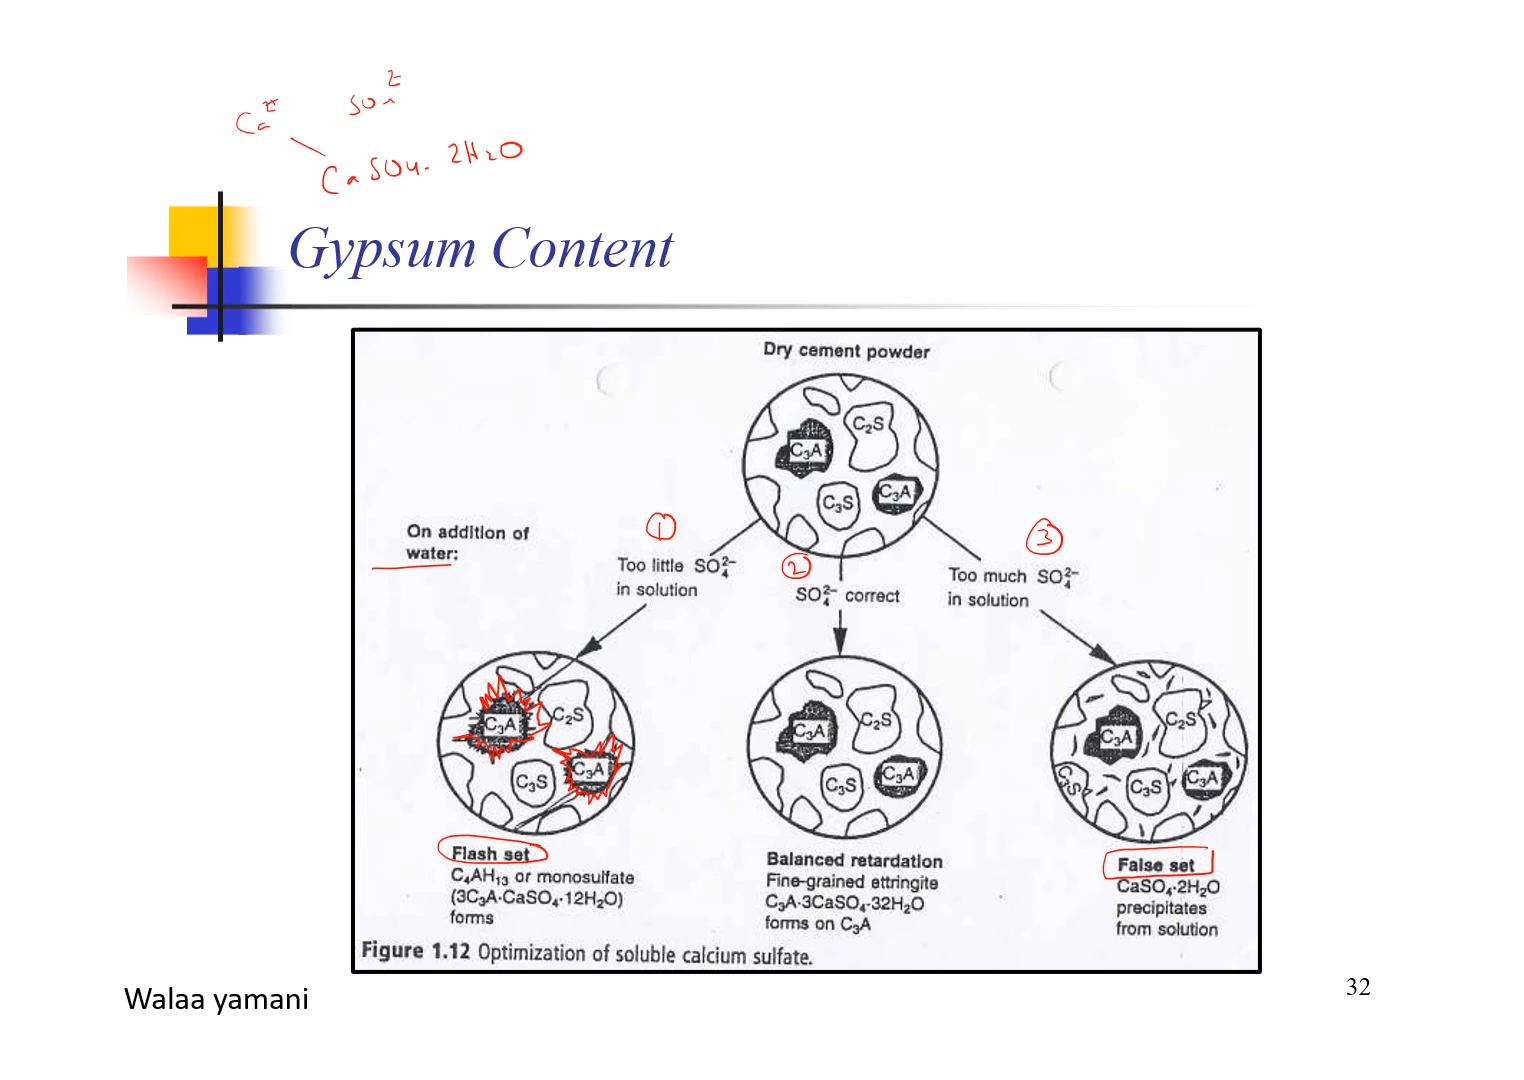 Ca²⁺ SO₄²⁻
CaSO4. 2H2O
Gypsum Content
Dry cement powder
C₃A
C₂S
C₃S
C₃A
On addition of
water:
1
Too little SO₄²⁻
in solution
2
SO₄²⁻ correct
3
Too much SO₄²⁻
in solution
C₃A
C₂S
C₃S
C₃A
C₃A
C₂S
C₃S
C₃A
C₃A
C₂S
C₃S
C₃S
C₃A
Flash set
C₄AH₁₃ or monosulfate
(3C₃A·CaSO₄·12H₂O)
forms
Balanced retardation
Fine-grained ettringite
C₃A·3CaSO₄·32H₂O
forms on C₃A
False set
CaSO₄·2H₂O
precipitates
from solution
Figure 1.12 Optimization of soluble calcium sulfate.
Walaa yamani
32